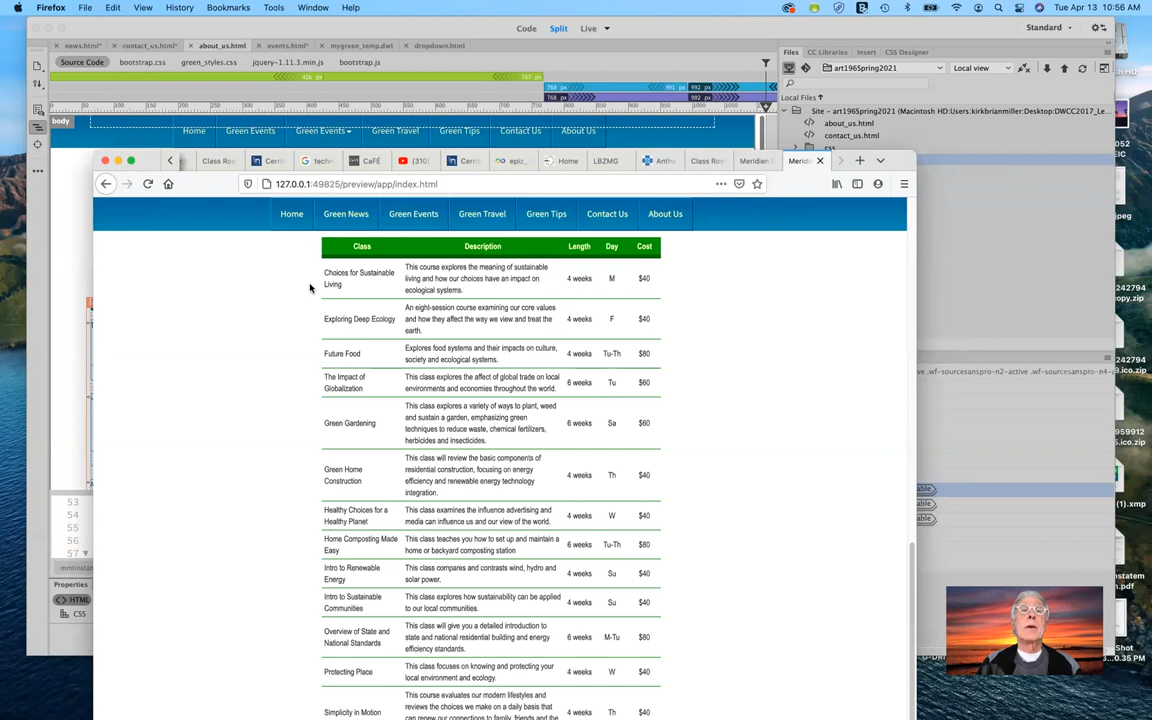 Firefox File Edit View History Bookmarks Tools Window Help Tue Apr 13 10:56 AM
Code Split Live Standard
news.html* contact_us.html* about_us.html events.html* mygreen_temp.dwt dropdown.html
Files CC Libraries Insert CSS Designer
Source Code bootstrap.css green_styles.css jquery-1.11.3.min.js bootstrap.js
art196Spring2021 Local view
Local Files
Site - art196Spring2021 (Macintosh HD:Users:kirkbrianmiller:Desktop:DWCC2017_Le
about_us.html
contact_us.html
css
body
Home Green Events Green Events Green Travel Green Tips Contact Us About Us
127.0.0.1:49825/preview/app/index.html
Home Green News Green Events Green Travel Green Tips Contact Us About Us
Class Description Length Day Cost
Choices for Sustainable Living This course explores the meaning of sustainable living and how our choices have an impact on ecological systems. 4 weeks M $40
Exploring Deep Ecology An eight-session course examining our core values and how they affect the way we view and treat the earth. 4 weeks F $40
Future Food Explores food systems and their impacts on culture, society and ecological systems. 4 weeks Tu-Th $80
The Impact of Globalization This class explores the affect of global trade on local environments and economies throughout the world. 6 weeks Tu $60
Green Gardening This class explores a variety of ways to plant, weed and sustain a garden, emphasizing green techniques to reduce waste, chemical fertilizers, herbicides and insecticides. 6 weeks Sa $60
Green Home Construction This class will review the basic components of residential construction, focusing on energy efficiency and renewable energy technology integration. 4 weeks Th $40
Healthy Choices for a Healthy Planet This class examines the influence advertising and media can influence us and our view of the world. 4 weeks W $40
Home Composting Made Easy This class teaches you how to set up and maintain a home or backyard composting station 6 weeks Tu-Th $80
Intro to Renewable Energy This class compares and contrasts wind, hydro and solar power. 4 weeks Su $40
Intro to Sustainable Communities This class explores how sustainability can be applied to our local communities. 4 weeks Su $40
Overview of State and National Standards This class will give you a detailed introduction to state and national residential building and energy efficiency standards. 6 weeks M-Tu $80
Protecting Place This class focuses on knowing and protecting your local environment and ecology. 4 weeks W $40
Simplicity in Motion This course evaluates our modern lifestyles and reviews the choices we make on a daily basis that 4 weeks Th $40
53
54
55
56
57
Properties
HTML
CSS